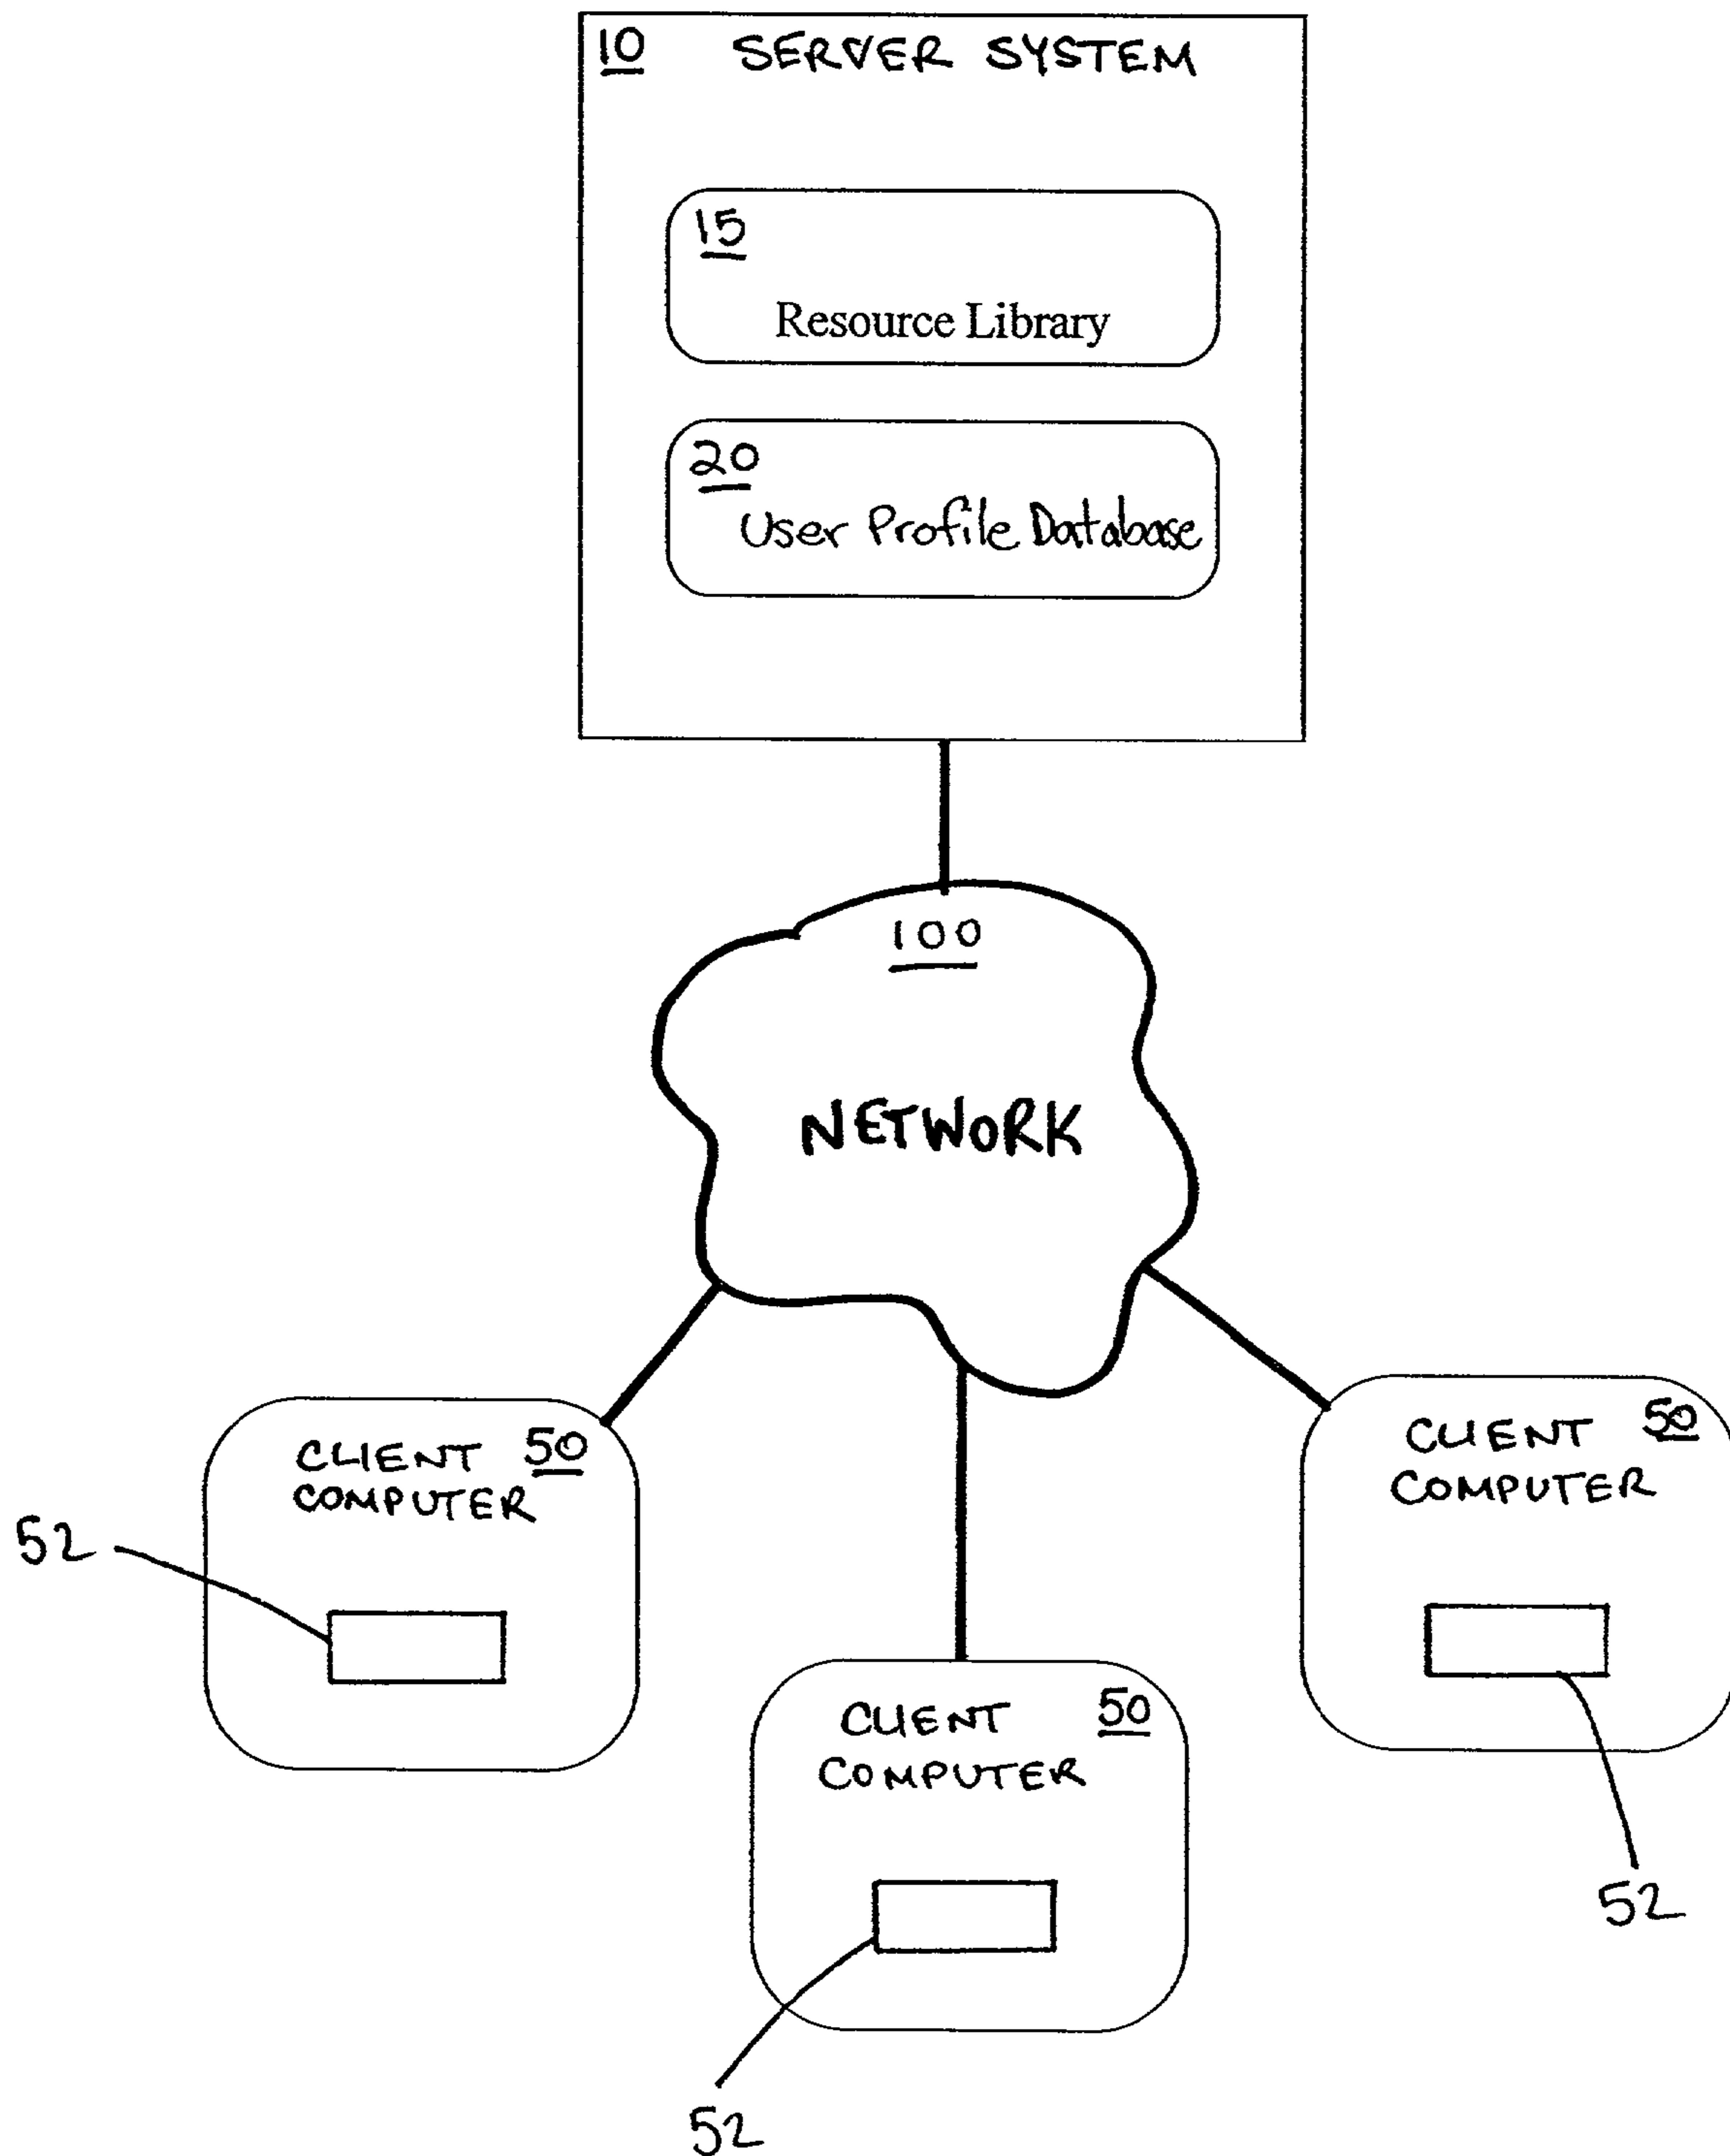 10 SERVER SYSTEM
15
Resource Library
20
User Profile Database
100
NETWORK
CLIENT 50
COMPUTER
52
CLIENT 50
COMPUTER
52
CLIENT 50
COMPUTER
52